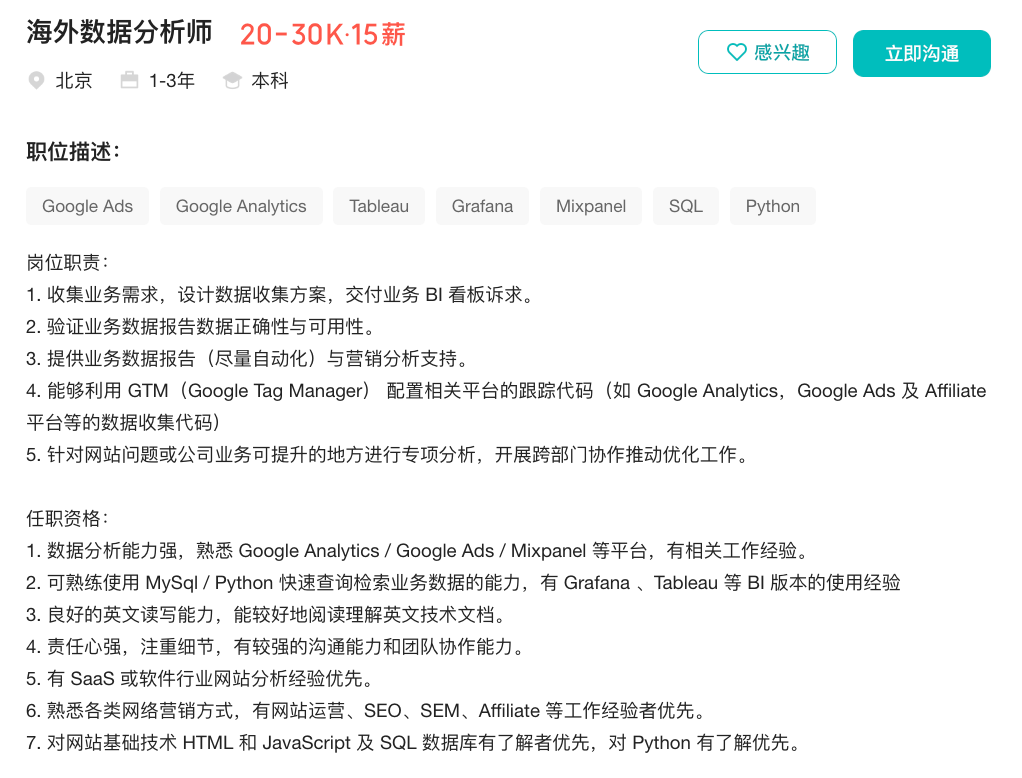 海外数据分析师 20-30K·15薪
感兴趣 立即沟通
北京 1-3年 本科
职位描述：
Google Ads Google Analytics Tableau Grafana Mixpanel SQL Python
岗位职责：
1. 收集业务需求，设计数据收集方案，交付业务 BI 看板诉求。
2. 验证业务数据报告数据正确性与可用性。
3. 提供业务数据报告（尽量自动化）与营销分析支持。
4. 能够利用 GTM（Google Tag Manager） 配置相关平台的跟踪代码（如 Google Analytics，Google Ads 及 Affiliate
平台等的数据收集代码）
5. 针对网站问题或公司业务可提升的地方进行专项分析，开展跨部门协作推动优化工作。
任职资格：
1. 数据分析能力强，熟悉 Google Analytics / Google Ads / Mixpanel 等平台，有相关工作经验。
2. 可熟练使用 MySql / Python 快速查询检索业务数据的能力，有 Grafana 、Tableau 等 BI 版本的使用经验
3. 良好的英文读写能力，能较好地阅读理解英文技术文档。
4. 责任心强，注重细节，有较强的沟通能力和团队协作能力。
5. 有 SaaS 或软件行业网站分析经验优先。
6. 熟悉各类网络营销方式，有网站运营、SEO、SEM、Affiliate 等工作经验者优先。
7. 对网站基础技术 HTML 和 JavaScript 及 SQL 数据库有了解者优先，对 Python 有了解优先。